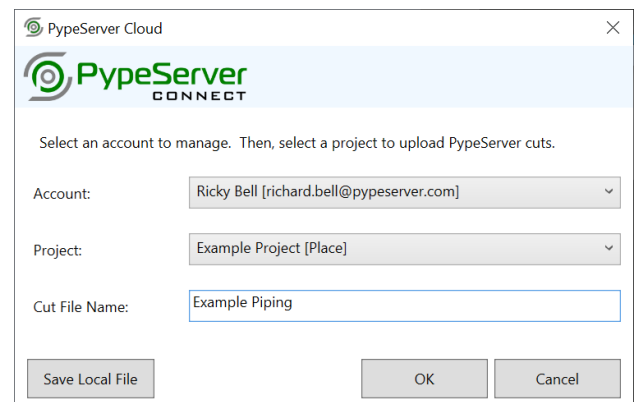 PypeServer Cloud
PypeServer
CONNECT
Select an account to manage.  Then, select a project to upload PypeServer cuts.
Account:
Ricky Bell [richard.bell@pypeserver.com]
Project:
Example Project [Place]
Cut File Name:
Example Piping
Save Local File
OK
Cancel